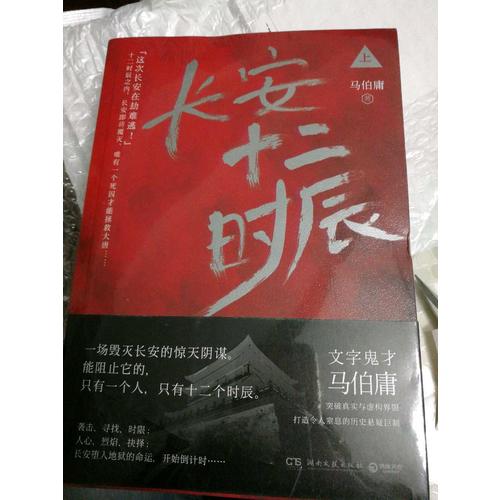 上
马伯庸
著
长安
十二
时辰
“这次长安在劫难逃！”
十二时辰之内，长安即将覆灭，唯有一个死囚才能拯救大唐……
一场毁灭长安的惊天阴谋。
能阻止它的，
只有一个人，只有十二个时辰。
袭击、寻找、时限；
人心、烈焰、抉择；
长安堕入地狱的命运，开始倒计时……
文字鬼才
马伯庸
突破真实与虚构界限
打造令人窒息的历史悬疑巨制
湖南文艺出版社
博集天卷